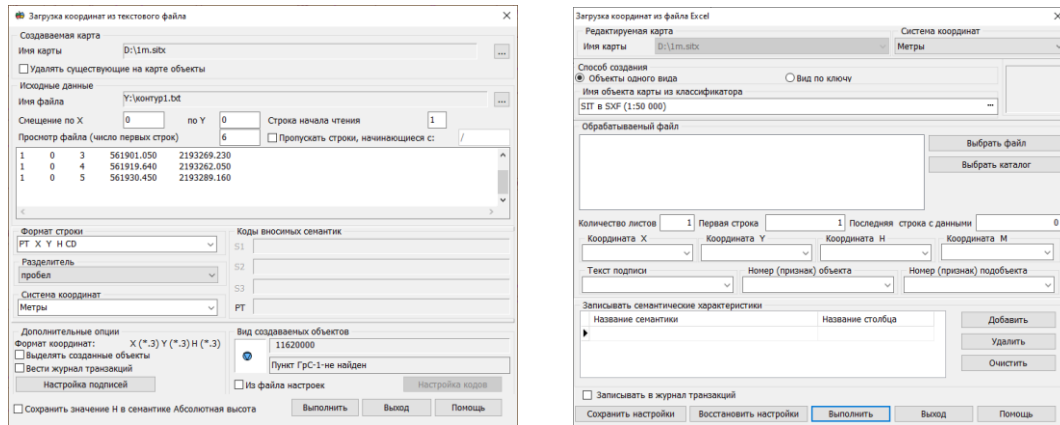 Загрузка координат из текстового файла
Создаваемая карта
Имя карты D:\1m.sitx ...
Удалять существующие на карте объекты
Исходные данные
Имя файла Y:\контур1.txt ...
Смещение по X 0 по Y 0 Строка начала чтения 1
Просмотр файла (число первых строк) 6 Пропускать строки, начинающиеся с: /
1 0 3 561901.050 2193269.230
1 0 4 561919.640 2193262.050
1 0 5 561930.450 2193289.160
Формат строки
PT X Y H CD
Разделитель
пробел
Система координат
Метры
Коды вносимых семантик
S1
S2
S3
PT
Дополнительные опции
Формат координат: X (*.3) Y (*.3) H (*.3)
Выделять созданные объекты
Вести журнал транзакций
Настройка подписей
Вид создаваемых объектов
11620000
Пункт ГрС-1-не найден
Из файла настроек Настройка кодов
Сохранить значение H в семантике Абсолютная высота Выполнить Выход Помощь
Загрузка координат из файла Excel
Редактируемая карта Система координат
Имя карты D:\1m.sitx Метры
Способ создания
Объекты одного вида Вид по ключу
Имя объекта карты из классификатора
SIT в SXF (1:50 000) ...
Обрабатываемый файл
Выбрать файл
Выбрать каталог
Количество листов 1 Первая строка 1 Последняя строка с данными 0
Координата X Координата Y Координата H Координата M
Текст подписи Номер (признак) объекта Номер (признак) подобъекта
Записывать семантические характеристики
Название семантики Название столбца
Добавить
Удалить
Очистить
Записывать в журнал транзакций
Сохранить настройки Восстановить настройки Выполнить Выход Помощь